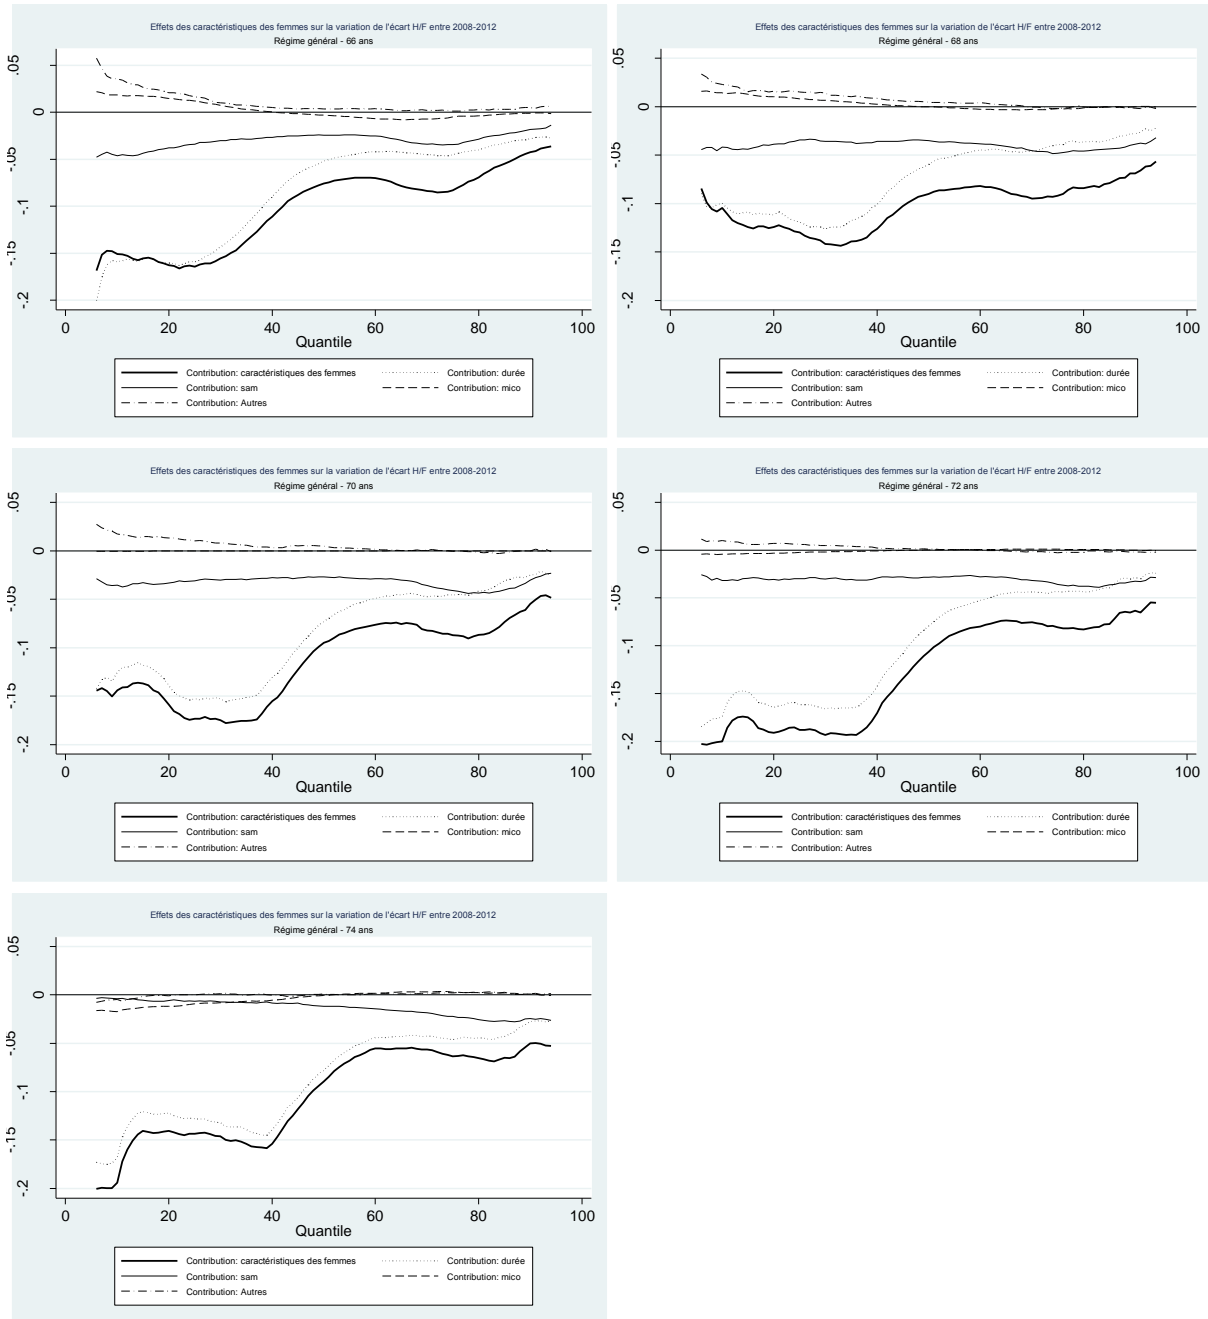 Effets des caractéristiques des femmes sur la variation de l'écart H/F entre 2008-2012
Régime général - 66 ans
.05
0
-.05
-.1
-.15
-.2
0 20 40 60 80 100
Quantile
Contribution: caractéristiques des femmes
Contribution: durée
Contribution: sam
Contribution: mico
Contribution: Autres
Effets des caractéristiques des femmes sur la variation de l'écart H/F entre 2008-2012
Régime général - 68 ans
.05
0
-.05
-.1
-.15
-.2
0 20 40 60 80 100
Quantile
Contribution: caractéristiques des femmes
Contribution: durée
Contribution: sam
Contribution: mico
Contribution: Autres
Effets des caractéristiques des femmes sur la variation de l'écart H/F entre 2008-2012
Régime général - 70 ans
.05
0
-.05
-.1
-.15
-.2
0 20 40 60 80 100
Quantile
Contribution: caractéristiques des femmes
Contribution: durée
Contribution: sam
Contribution: mico
Contribution: Autres
Effets des caractéristiques des femmes sur la variation de l'écart H/F entre 2008-2012
Régime général - 72 ans
.05
0
-.05
-.1
-.15
-.2
0 20 40 60 80 100
Quantile
Contribution: caractéristiques des femmes
Contribution: durée
Contribution: sam
Contribution: mico
Contribution: Autres
Effets des caractéristiques des femmes sur la variation de l'écart H/F entre 2008-2012
Régime général - 74 ans
.05
0
-.05
-.1
-.15
-.2
0 20 40 60 80 100
Quantile
Contribution: caractéristiques des femmes
Contribution: durée
Contribution: sam
Contribution: mico
Contribution: Autres